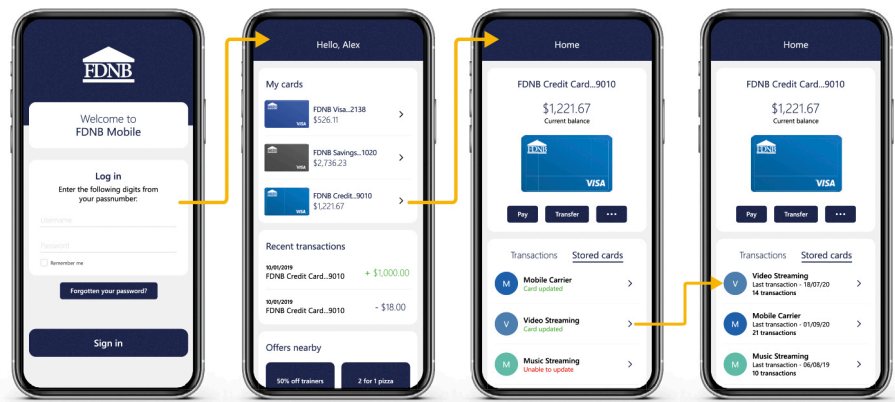 FDNB
Welcome to
FDNB Mobile
Log in
Enter the following digits from
your passnumber:
Username
Password
Remember me
Forgotten your password?
Sign in
Hello, Alex
My cards
FDNB Visa...2138
$526.11
VISA
FDNB Savings...1020
$2,736.23
VISA
FDNB Credit..9010
$1,221.67
VISA
Recent transactions
10/01/2019
FDNB Credit Card...9010
+ $1,000.00
10/01/2019
FDNB Credit Card...9010
- $18.00
Offers nearby
50% off trainers
2 for 1 pizza
Home
FDNB Credit Card...9010
$1,221.67
Current balance
FDNB
VISA
Pay
Transfer
Transactions
Stored cards
M
Mobile Carrier
Card updated
V
Video Streaming
Card updated
M
Music Streaming
Unable to update
Home
FDNB Credit Card...9010
$1,221.67
Current balance
FDNB
VISA
Pay
Transfer
Transactions
Stored cards
V
Video Streaming
Last transaction - 18/07/20
14 transactions
M
Mobile Carrier
Last transaction - 01/09/20
21 transactions
M
Music Streaming
Last transaction - 06/08/19
10 transactions